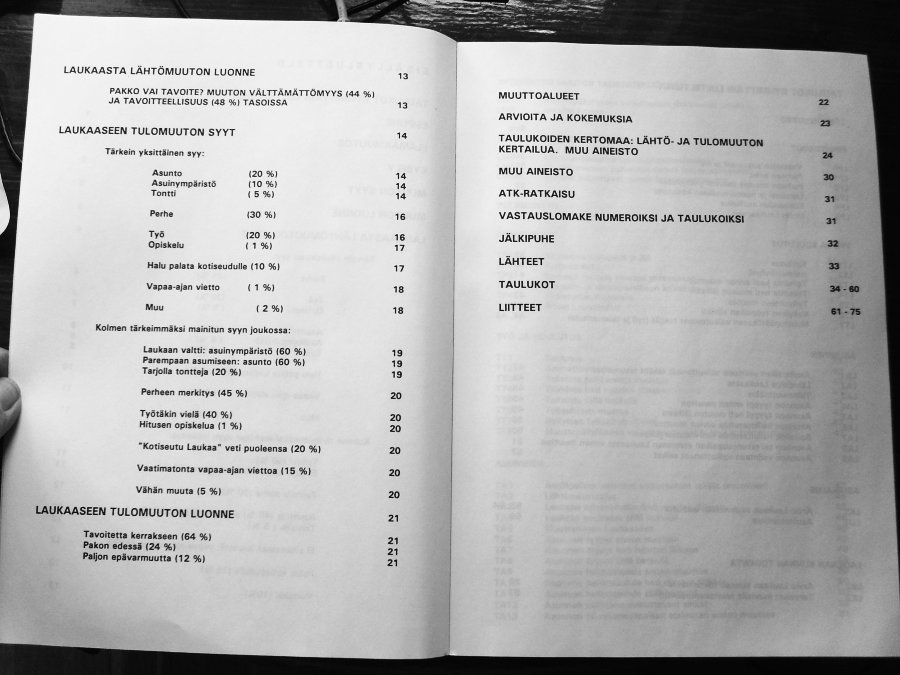 LAUKAASTA LÄHTÖMUUTON LUONNE 13
PAKKO VAI TAVOITE? MUUTON VÄLTTÄMÄTTÖMYYS (44 %)
JA TAVOITTEELLISUUS (48 %) TASOISSA 13
LAUKAASEEN TULOMUUTON SYYT 14
Tärkein yksittäinen syy:
Asunto (20 %) 14
Asuinympäristö (10 %) 14
Tontti ( 5 %) 14
Perhe (30 %) 16
Työ (20 %) 16
Opiskelu ( 1 %) 17
Halu palata kotiseudulle (10 %) 17
Vapaa-ajan vietto ( 1 %) 18
Muu ( 2 %) 18
Kolmen tärkeimmäksi mainitun syyn joukossa:
Laukaan valtti: asuinympäristö (60 %) 19
Parempaan asumiseen: asunto (60 %) 19
Tarjolla tontteja (20 %) 19
Perheen merkitys (45 %) 20
Työtäkin vielä (40 %) 20
Hitusen opiskelua (1 %) 20
"Kotiseutu Laukaa" veti puoleensa (20 %) 20
Vaatimatonta vapaa-ajan viettoa (15 %) 20
Vähän muuta (5 %) 20
LAUKAASEEN TULOMUUTON LUONNE 21
Tavoitetta kerrakseen (64 %) 21
Pakon edessä (24 %) 21
Paljon epävarmuutta (12 %) 21
MUUTTOALUEET 22
ARVIOITA JA KOKEMUKSIA 23
TAULUKOIDEN KERTOMAA: LÄHTÖ- JA TULOMUUTON
KERTAILUA. MUU AINEISTO 24
MUU AINEISTO 30
ATK-RATKAISU 31
VASTAUSLOMAKE NUMEROIKSI JA TAULUKOIKSI 31
JÄLKIPUHE 32
LÄHTEET 33
TAULUKOT 34 - 60
LIITTEET 61 - 75